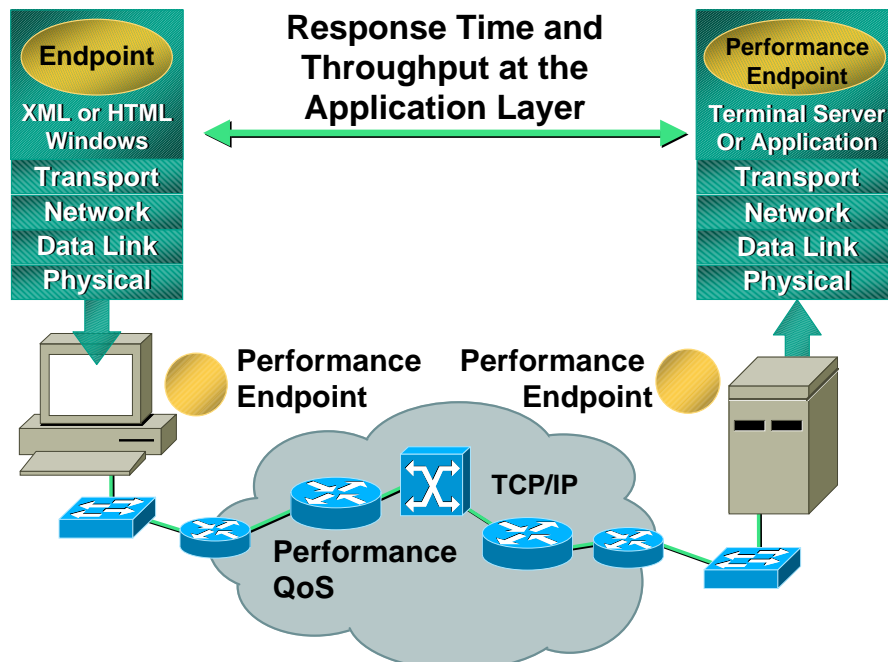 Endpoint
XML or HTML
Windows
Transport
Network
Data Link
Physical
Response Time and
Throughput at the
Application Layer
Performance
Endpoint
Terminal Server
Or Application
Transport
Network
Data Link
Physical
Performance
Endpoint
Performance
Endpoint
TCP/IP
Performance
QoS